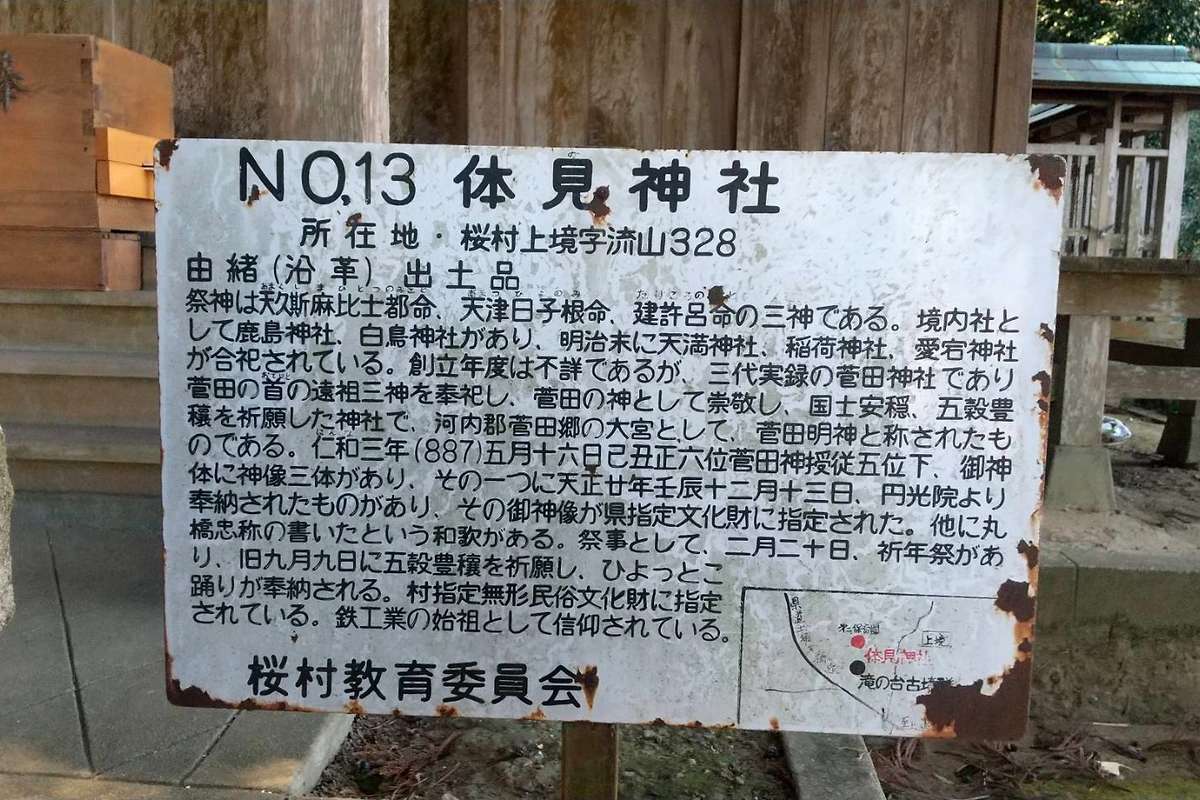 NO,13 体見神社
所在地・桜村上境字流山328
由緒(沿革) 出土品
祭神は天久斯麻比士都命、天津日子根命、建許呂命の三神である。境内社と
して鹿島神社、白鳥神社があり、明治末に天満神社、稲荷神社、愛宕神社
が合祀されている。創立年度は不詳であるが、三代実録の菅田神社であり
菅田の首の遠祖三神を奉祀し、菅田の神として崇敬し、国士安穏、五穀豊
穣を祈願した神社で、河内郡菅田郷の大宮として、菅田明神と称されたも
のである。仁和三年(887)五月十六日己丑正六位菅田神授従五位下、御神
体に神像三体があり、その一つに天正廿年壬辰十二月十三日、円光院より
奉納されたものがあり、その御神像が県指定文化財に指定された。他に丸
橋忠称の書いたという和歌がある。祭事として、二月二十日、祈年祭があ
り、旧九月九日に五穀豊穣を祈願し、ひよっとこ
踊りが奉納される。村指定無形民俗文化財に指定
されている。鉄工業の始祖として信仰されている。
桜村教育委員会
県道土
上境
体見神社
滝の台古墳群
至